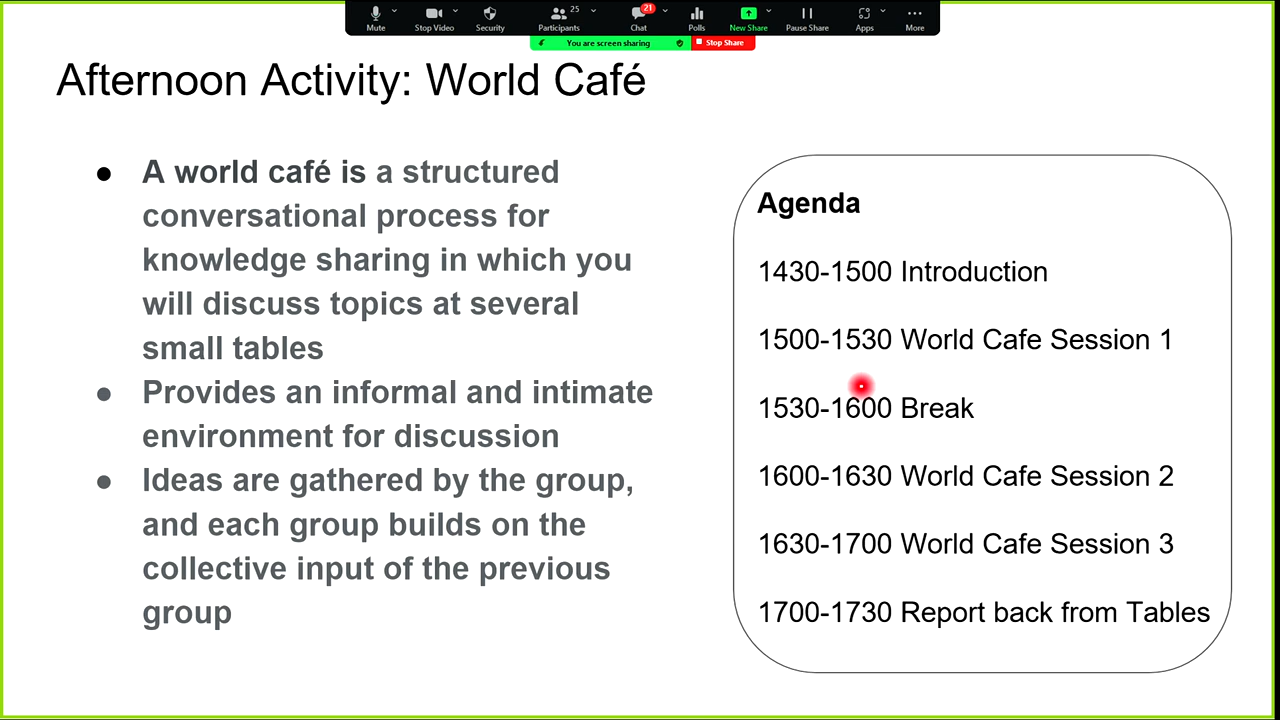 25
21
Mute
Stop Video
Security
Participants
Chat
Polls
New Share
Pause Share
Apps
More
You are screen sharing
Stop Share
Afternoon Activity: World Café
● A world café is a structured
conversational process for
knowledge sharing in which you
will discuss topics at several
small tables
● Provides an informal and intimate
environment for discussion
● Ideas are gathered by the group,
and each group builds on the
collective input of the previous
group
Agenda
1430-1500 Introduction
1500-1530 World Cafe Session 1
1530-1600 Break
1600-1630 World Cafe Session 2
1630-1700 World Cafe Session 3
1700-1730 Report back from Tables